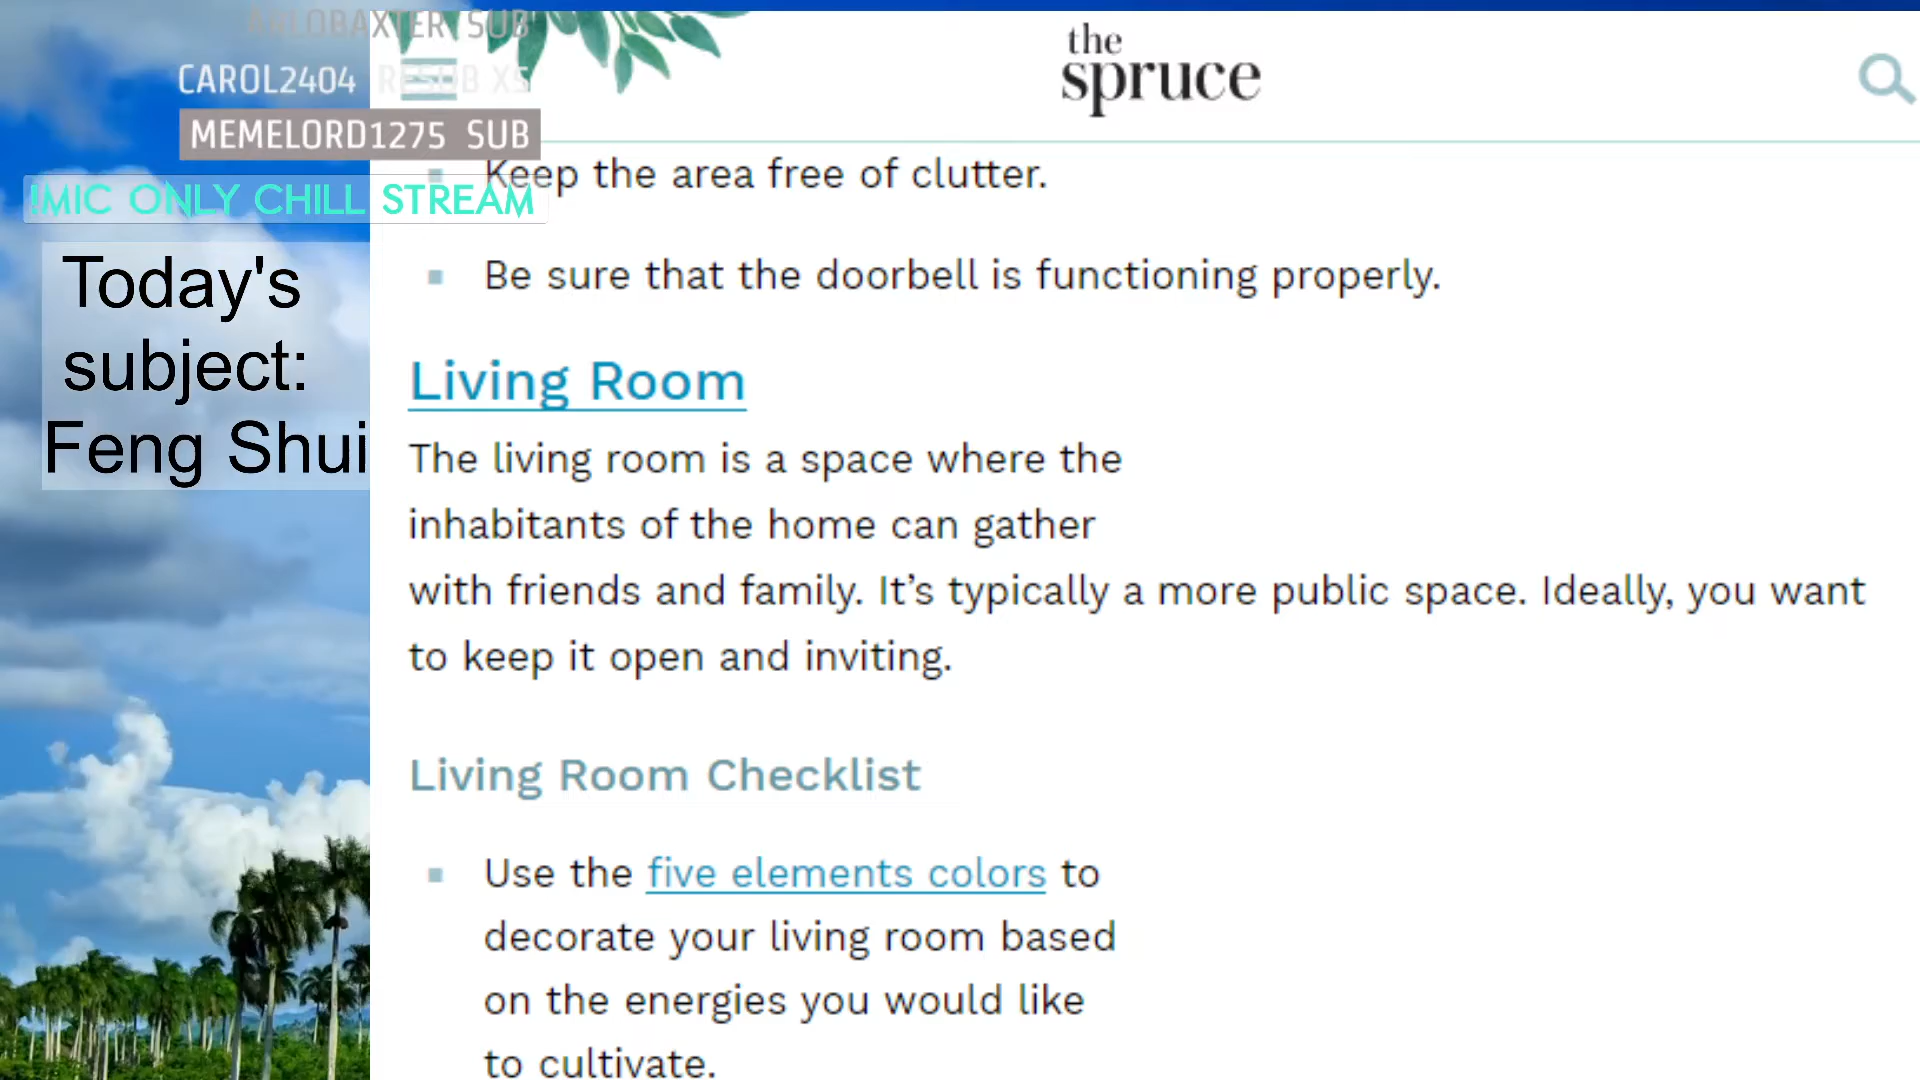 ARLOBAXTER SUB
CAROL2404 RESUB X5
MEMELORD1275 SUB
!MIC ONLY CHILL STREAM
Today's
subject:
Feng Shui
the
spruce
Keep the area free of clutter.
Be sure that the doorbell is functioning properly.
Living Room
The living room is a space where the
inhabitants of the home can gather
with friends and family. It’s typically a more public space. Ideally, you want
to keep it open and inviting.
Living Room Checklist
Use the five elements colors to
decorate your living room based
on the energies you would like
to cultivate.